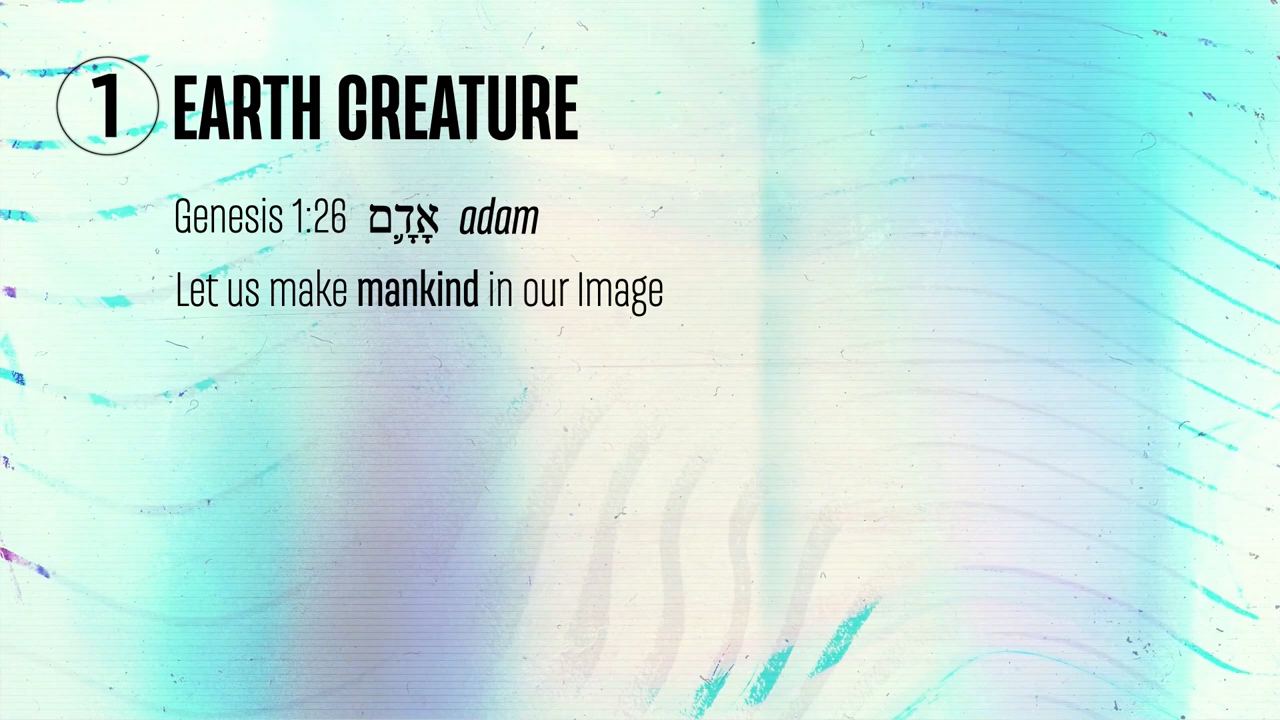 1 EARTH CREATURE
Genesis 1:26 אָדָ֛ם adam
Let us make mankind in our Image